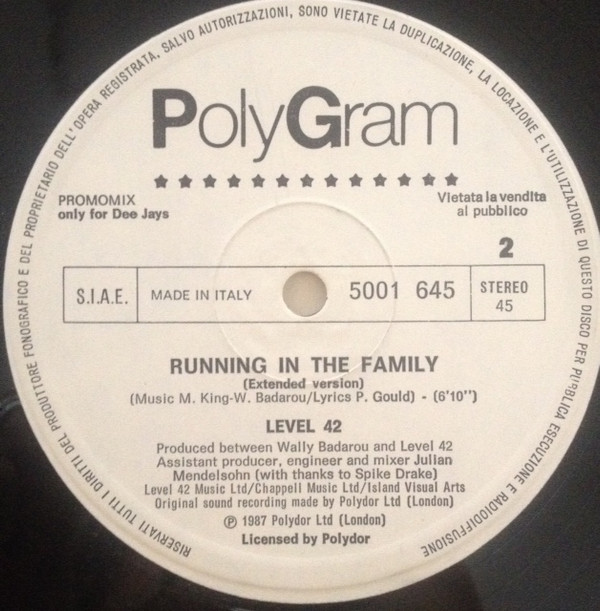 RISERVATI TUTTI I DIRITTI DEL PRODUTTORE FONOGRAFICO E DEL PROPRIETARIO DELL'OPERA REGISTRATA, SALVO AUTORIZZAZIONI, SONO VIETATE LA DUPLICAZIONE, LA LOCAZIONE E L'UTILIZZAZIONE DI QUESTO DISCO PER PUBBLICA ESECUZIONE E RADIODIFFUSIONE
PolyGram
★★★★★★★★★★★★★
PROMOMIX
only for Dee Jays
Vietata la vendita
al pubblico
2
S.I.A.E.
MADE IN ITALY
5001 645
STEREO
45
RUNNING IN THE FAMILY
(Extended version)
(Music M. King-W. Badarou/Lyrics P. Gould) - (6'10'')
LEVEL 42
Produced between Wally Badarou and Level 42
Assistant producer, engineer and mixer Julian
Mendelsohn (with thanks to Spike Drake)
Level 42 Music Ltd/Chappell Music Ltd/Island Visual Arts
Original sound recording made by Polydor Ltd (London)
℗ 1987 Polydor Ltd (London)
Licensed by Polydor